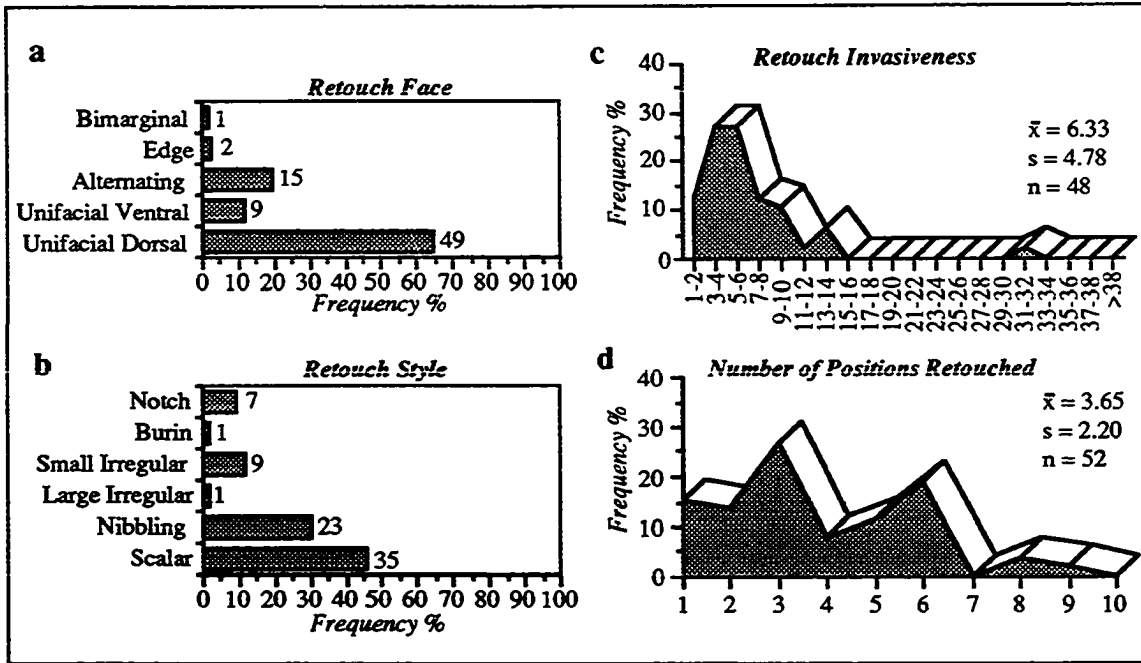 a
Retouch Face
Bimarginal 1
Edge 2
Alternating 15
Unifacial Ventral 9
Unifacial Dorsal 49
0 10 20 30 40 50 60 70 80 90 100
Frequency %
b
Retouch Style
Notch 7
Burin 1
Small Irregular 9
Large Irregular 1
Nibbling 23
Scalar 35
0 10 20 30 40 50 60 70 80 90 100
Frequency %
c
Retouch Invasiveness
Frequency %
40
30
20
10
0
x̄ = 6.33
s = 4.78
n = 48
1-2 3-4 5-6 7-8 9-10 11-12 13-14 15-16 17-18 19-20 21-22 23-24 25-26 27-28 29-30 31-32 33-34 35-36 37-38 >38
d
Number of Positions Retouched
Frequency %
40
30
20
10
0
x̄ = 3.65
s = 2.20
n = 52
1 2 3 4 5 6 7 8 9 10